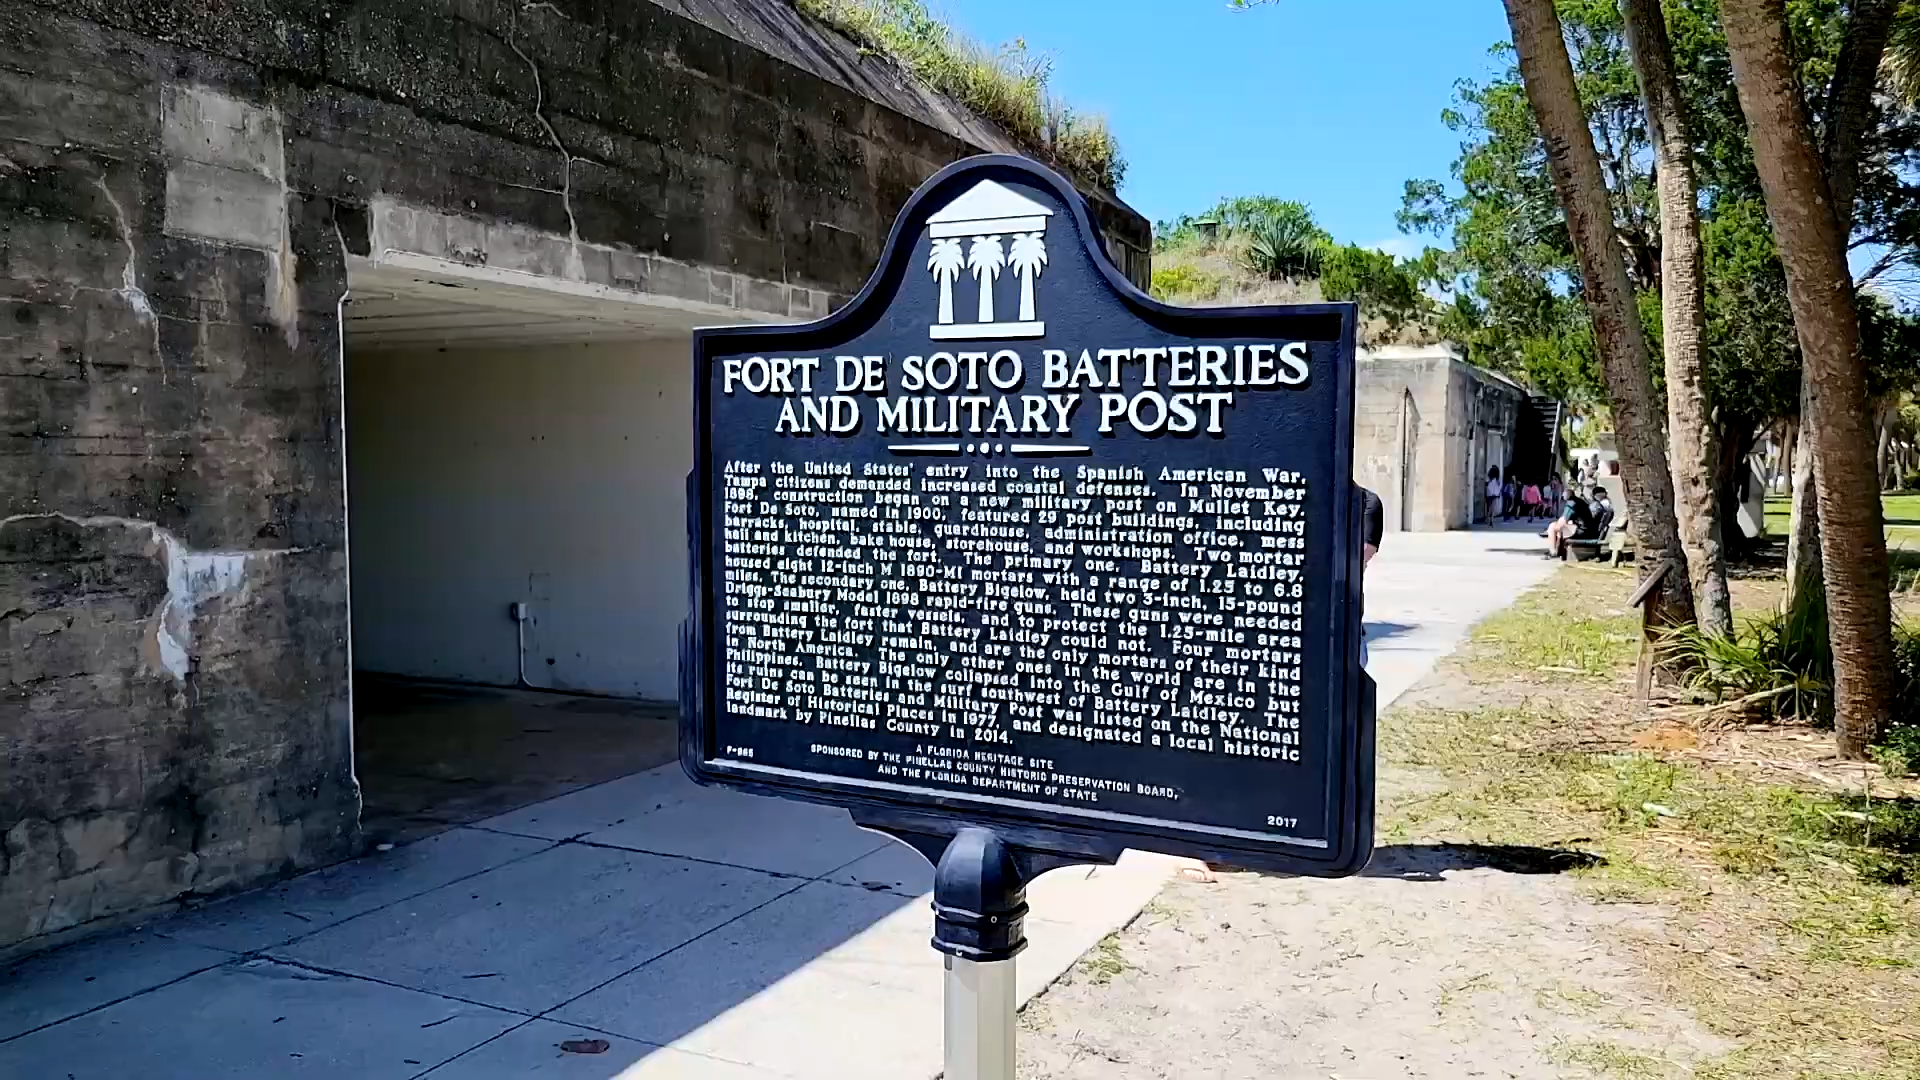 FORT DE SOTO BATTERIES
AND MILITARY POST
After the United States' entry into the Spanish American War,
Tampa citizens demanded increased coastal defenses. In November
1898, construction began on a new military post on Mullet Key.
Fort De Soto, named in 1900, featured 29 post buildings, including
barracks, hospital, stable, guardhouse, administration office, mess
hall and kitchen, bake house, storehouse, and workshops. Two mortar
batteries defended the fort. The primary one, Battery Laidley,
housed eight 12-inch M 1890-MI mortars with a range of 1.25 to 6.8
miles. The secondary one, Battery Bigelow, held two 3-inch, 15-pound
Driggs-Seabury Model 1898 rapid-fire guns. These guns were needed
to stop smaller, faster vessels, and to protect the 1.25-mile area
surrounding the fort that Battery Laidley could not. Four mortars
from Battery Laidley remain, and are the only mortars of their kind
in North America. The only other ones in the world are in the
Philippines. Battery Bigelow collapsed into the Gulf of Mexico but
its ruins can be seen in the surf southwest of Battery Laidley. The
Fort De Soto Batteries and Military Post was listed on the National
Register of Historical Places in 1977, and designated a local historic
landmark by Pinellas County in 2014.
A FLORIDA HERITAGE SITE
F-965 SPONSORED BY THE PINELLAS COUNTY HISTORIC PRESERVATION BOARD,
AND THE FLORIDA DEPARTMENT OF STATE
2017